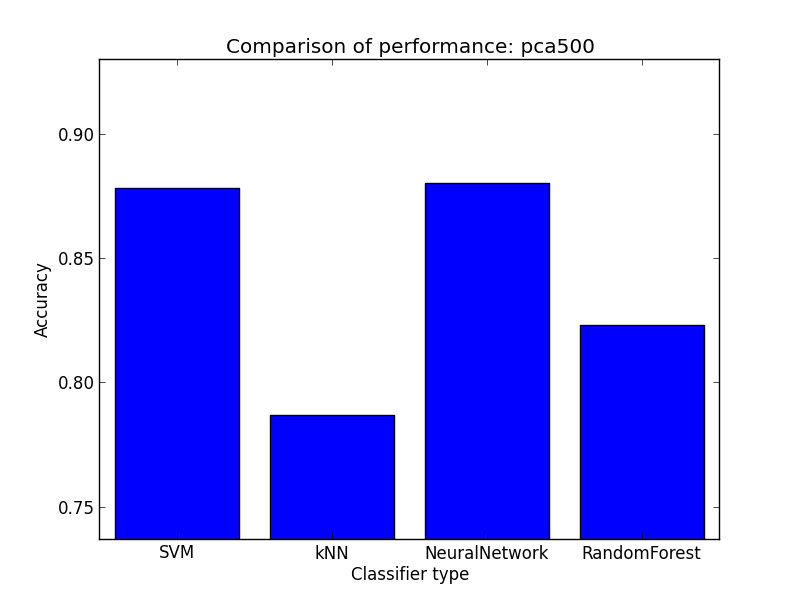 Comparison of performance: pca500
0.90
0.85
0.80
0.75
Accuracy
SVM kNN NeuralNetwork RandomForest
Classifier type